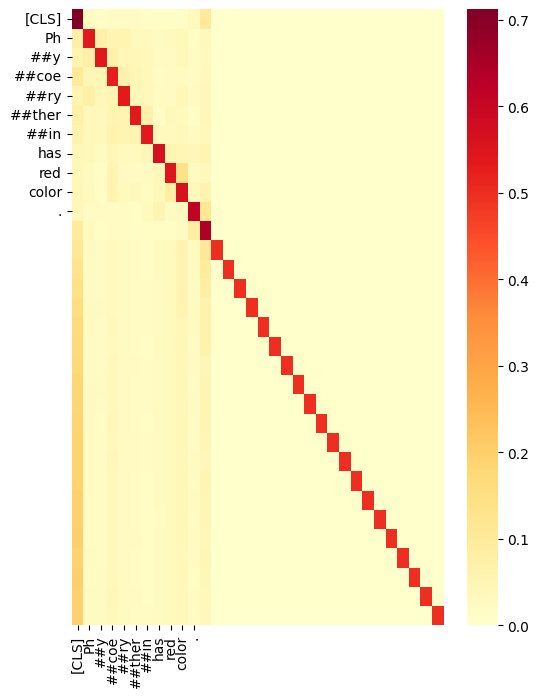 [CLS]
Ph
##y
##coe
##ry
##ther
##in
has
red
color
.
0.7
0.6
0.5
0.4
0.3
0.2
0.1
0.0
[CLS]
Ph
##y
##coe
##ry
##ther
##in
has
red
color
.